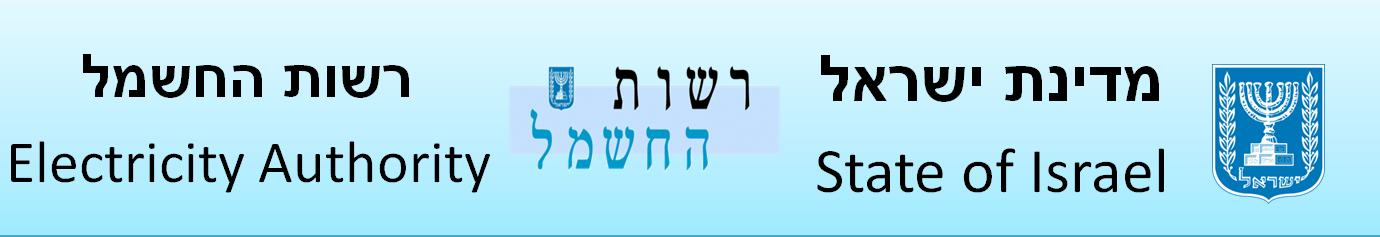 מדינת ישראל
State of Israel
ישראל
רשות
החשמל
רשות החשמל
Electricity Authority